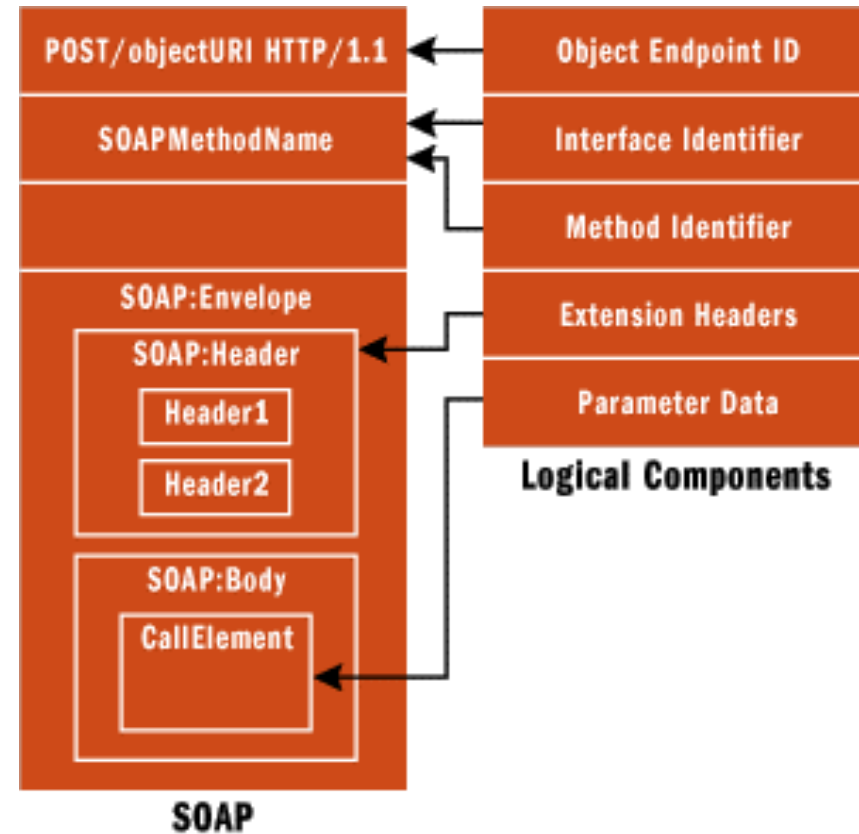 POST/objectURI HTTP/1.1
SOAPMethodName
SOAP:Envelope
SOAP:Header
Header1
Header2
SOAP:Body
CallElement
SOAP
Object Endpoint ID
Interface Identifier
Method Identifier
Extension Headers
Parameter Data
Logical Components